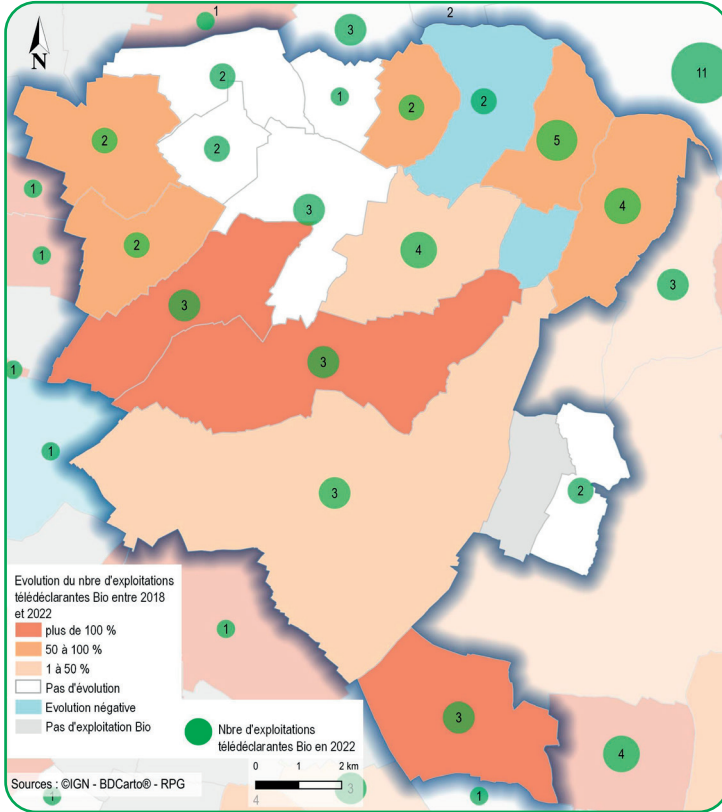 1
3
2
11
N
2
1
2
2
5
2
2
1
4
3
4
2
1
3
3
3
1
1
3
2
Evolution du nbre d'exploitations
télédéclarantes Bio entre 2018
et 2022
plus de 100 %
50 à 100 %
1 à 50 %
Pas d'évolution
Evolution négative
Pas d'exploitation Bio
1
Nbre d'exploitations
télédéclarantes Bio en 2022
3
4
0 1 2 km
Sources : ©IGN - BDCarto® - RPG
1
4
3
1